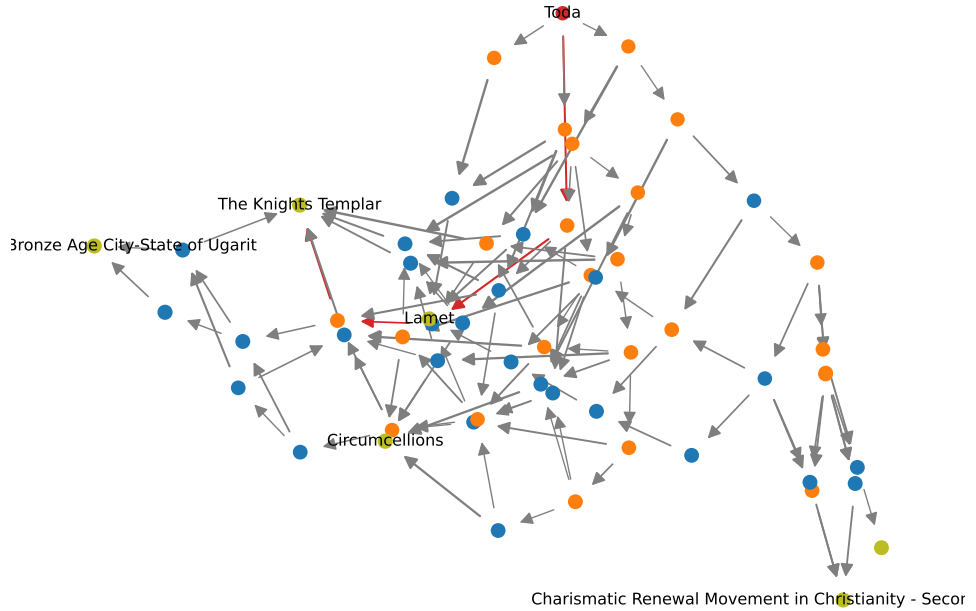 Toda
The Knights Templar
Bronze Age City-State of Ugarit
Lamet
Circumcellions
Charismatic Renewal Movement in Christianity - Secor